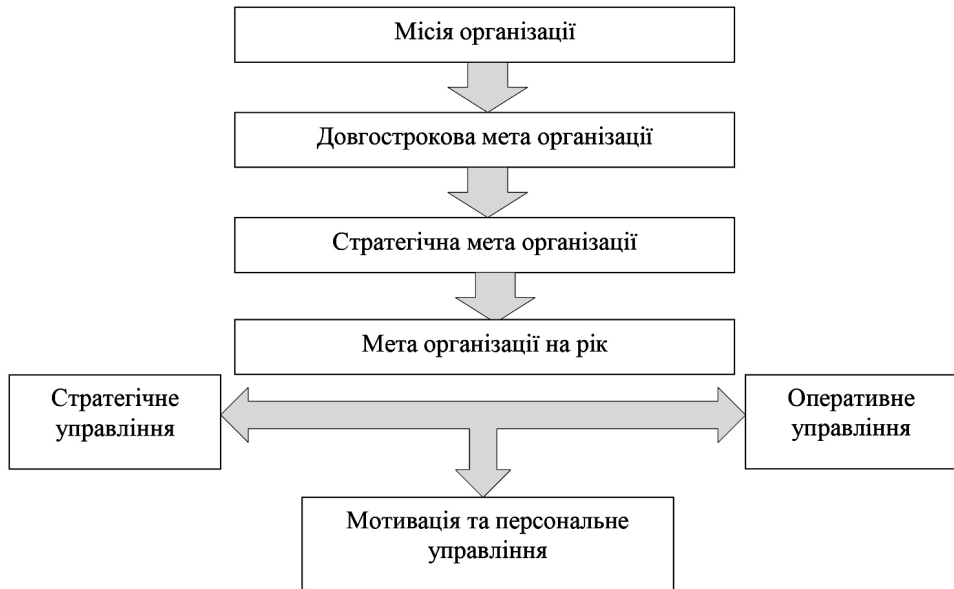 Місія організації
Довгострокова мета організації
Стратегічна мета організації
Мета організації на рік
Стратегічне
управління
Оперативне
управління
Мотивація та персональне
управління